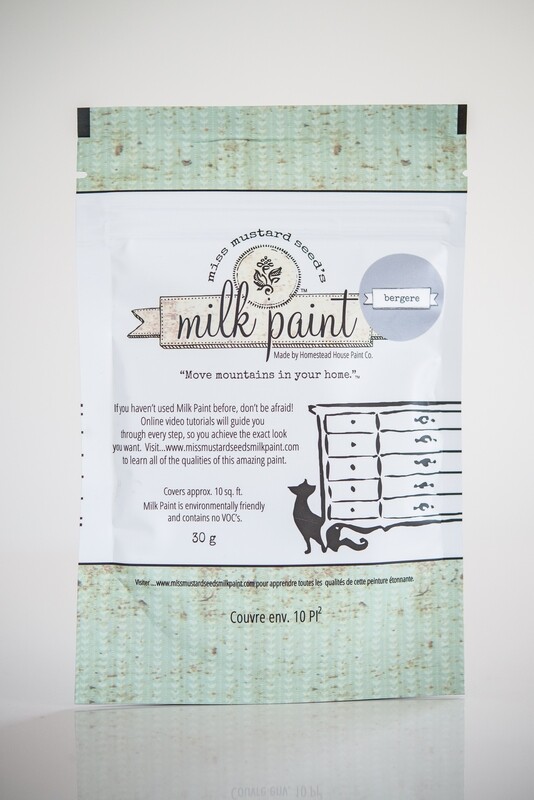 miss mustard seed's
milk paint™
bergere
Made by Homestead House Paint Co.
"Move mountains in your home."™
If you haven't used Milk Paint before, don't be afraid!
Online video tutorials will guide you
through every step, so you achieve the exact look
you want. Visit...www.missmustardseedsmilkpaint.com
to learn all of the qualities of this amazing paint.
Covers approx. 10 sq. ft.
Milk Paint is environmentally friendly
and contains no VOC's.
30 g
Visiter ...www.missmustardseedsmilkpaint.com pour apprendre toutes les qualités de cette peinture étonnante.
Couvre env. 10 PI²